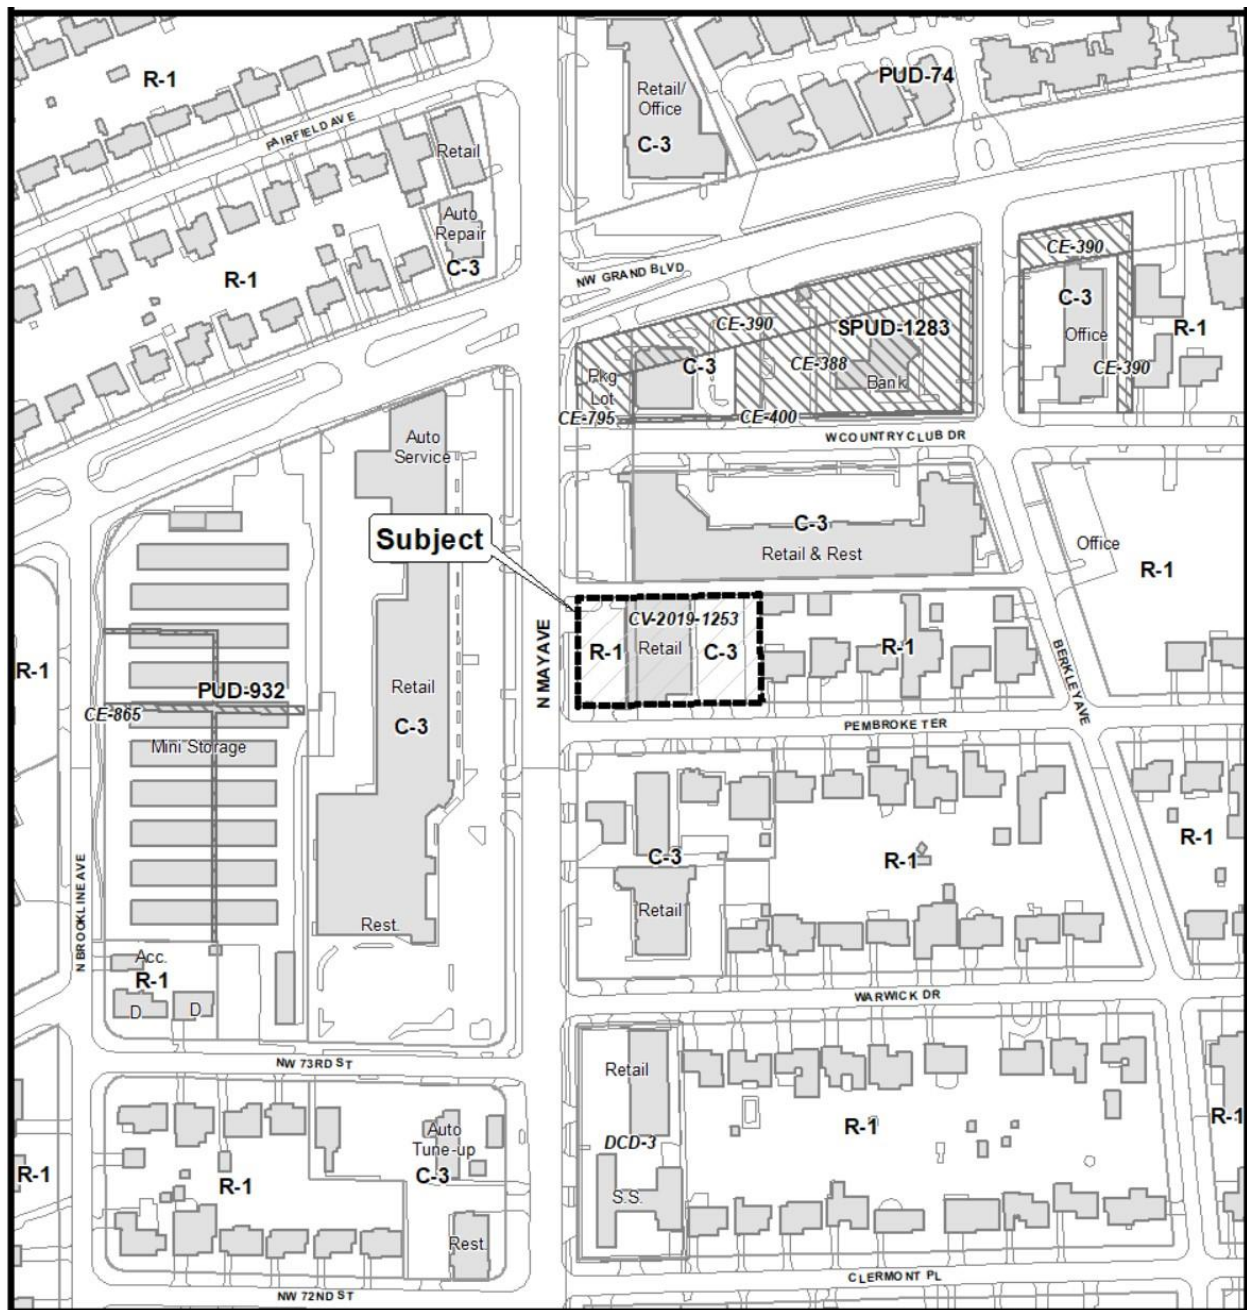 R-1
PUD-74
Retail/
Office
C-3
FAIRFIELD AVE
Retail
Auto
Repair
C-3
R-1
NW GRAND BLVD
CE-390
C-3
Office
R-1
CE-390
CE-390
SPUD-1283
C-3
CE-388
Pkg
Lot
Bank
CE-795
CE-400
W COUNTRY CLUB DR
Auto
Service
C-3
Retail & Rest
Subject
Office
R-1
N MAY AVE
CV-2019-1253
R-1
Retail
C-3
R-1
BERKLEY AVE
R-1
PUD-932
CE-865
Mini Storage
Retail
C-3
PEMBROKE TER
R-1
C-3
R-1
Retail
Rest.
N BROOKLINE AVE
Acc.
R-1
D
D
WARWICK DR
NW 73RD ST
Retail
DCD-3
R-1
R-1
S.S.
Auto
Tune-up
C-3
R-1
R-1
Rest.
CLERMONT PL
NW 72ND ST